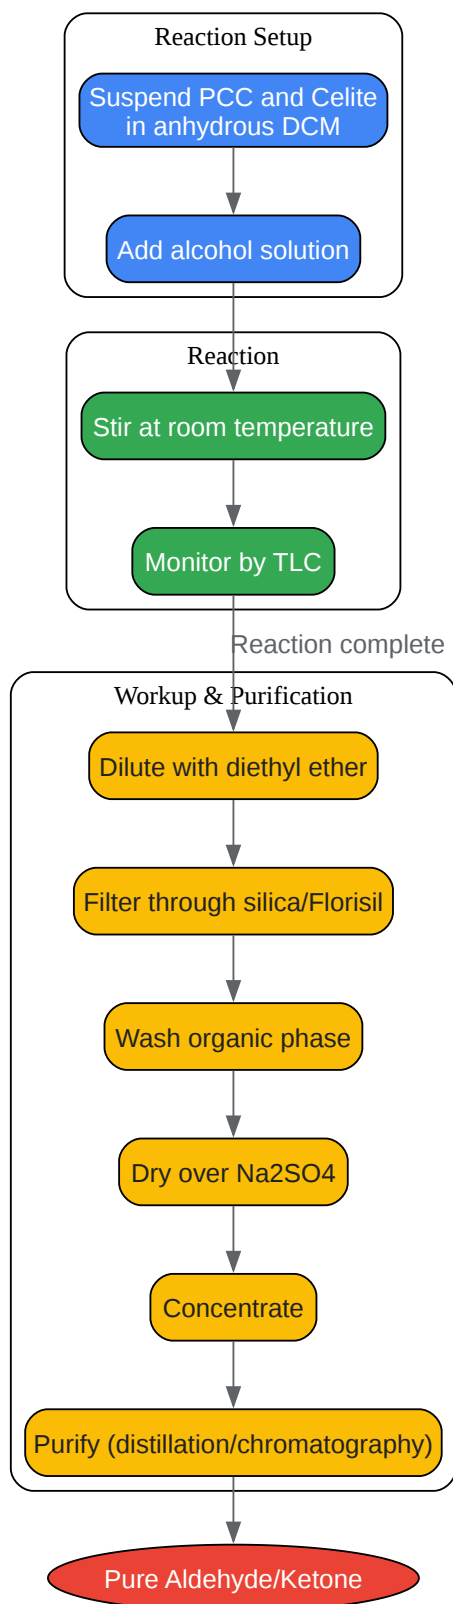 Reaction Setup
Suspend PCC and Celite
in anhydrous DCM
Add alcohol solution
Reaction
Stir at room temperature
Monitor by TLC
Reaction complete
Workup & Purification
Dilute with diethyl ether
Filter through silica/Florisil
Wash organic phase
Dry over Na2SO4
Concentrate
Purify (distillation/chromatography)
Pure Aldehyde/Ketone